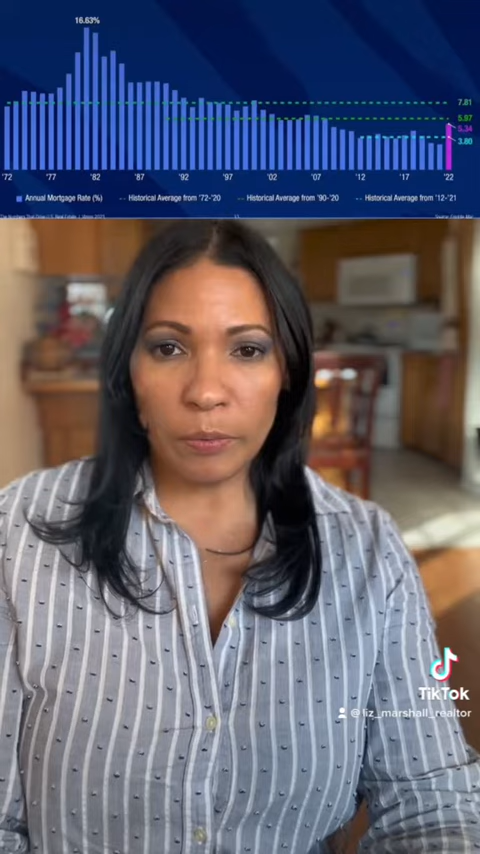 16.63%
7.81
5.97
5.34
3.80
'72 '77 '82 '87 '92 '97 '02 '07 '12 '17 '22
Annual Mortgage Rate (%) Historical Average from '72-'20 Historical Average from '90-'20 Historical Average from '12-'21
TikTok
@liz_marshall_realtor